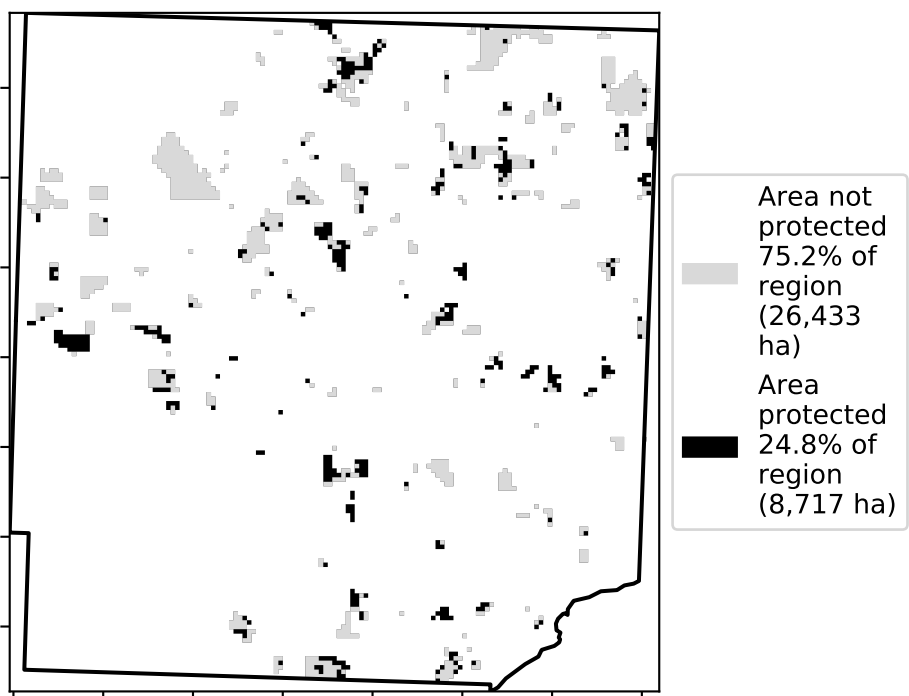 Area not
protected
75.2% of
region
(26,433
ha)
Area
protected
24.8% of
region
(8,717 ha)